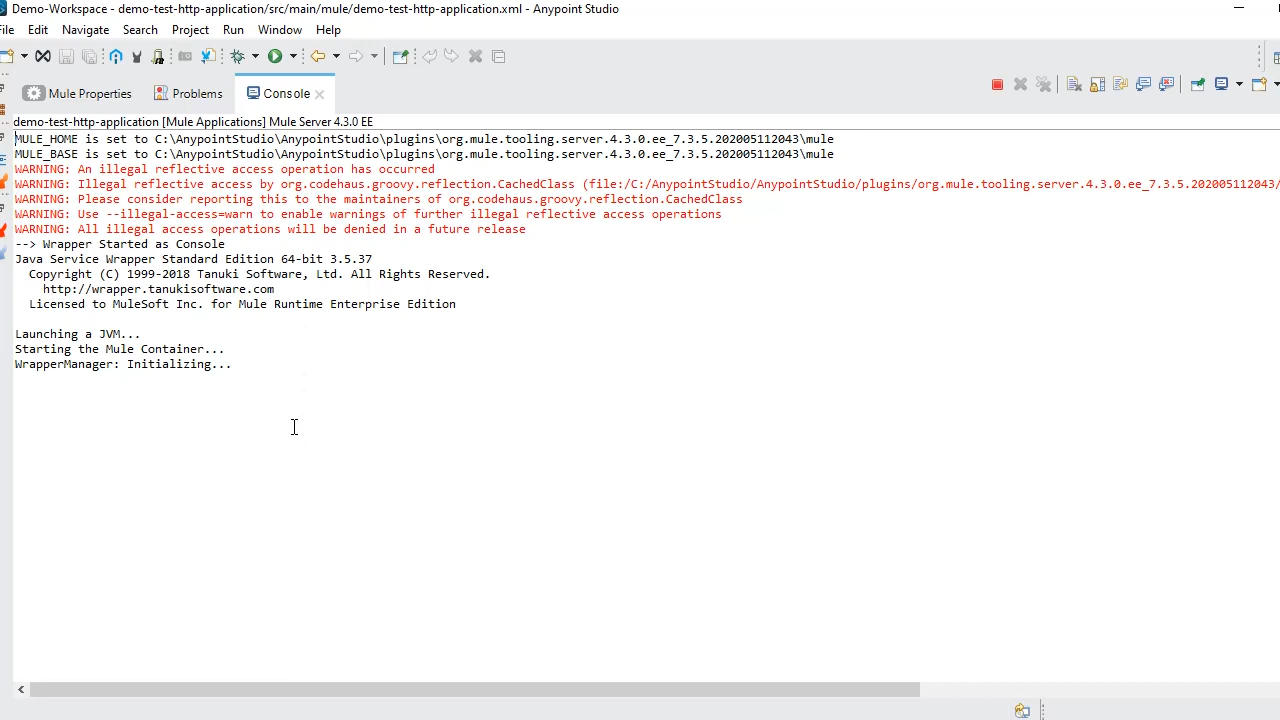 Demo-Workspace - demo-test-http-application/src/main/mule/demo-test-http-application.xml - Anypoint Studio
File Edit Navigate Search Project Run Window Help
Mule Properties Problems Console
demo-test-http-application [Mule Applications] Mule Server 4.3.0 EE
MULE_HOME is set to C:\AnypointStudio\AnypointStudio\plugins\org.mule.tooling.server.4.3.0.ee_7.3.5.202005112043\mule
MULE_BASE is set to C:\AnypointStudio\AnypointStudio\plugins\org.mule.tooling.server.4.3.0.ee_7.3.5.202005112043\mule
WARNING: An illegal reflective access operation has occurred
WARNING: Illegal reflective access by org.codehaus.groovy.reflection.CachedClass (file:/C:/AnypointStudio/AnypointStudio/plugins/org.mule.tooling.server.4.3.0.ee_7.3.5.202005112043/
WARNING: Please consider reporting this to the maintainers of org.codehaus.groovy.reflection.CachedClass
WARNING: Use --illegal-access=warn to enable warnings of further illegal reflective access operations
WARNING: All illegal access operations will be denied in a future release
--> Wrapper Started as Console
Java Service Wrapper Standard Edition 64-bit 3.5.37
Copyright (C) 1999-2018 Tanuki Software, Ltd. All Rights Reserved.
http://wrapper.tanukisoftware.com
Licensed to MuleSoft Inc. for Mule Runtime Enterprise Edition
Launching a JVM...
Starting the Mule Container...
WrapperManager: Initializing...